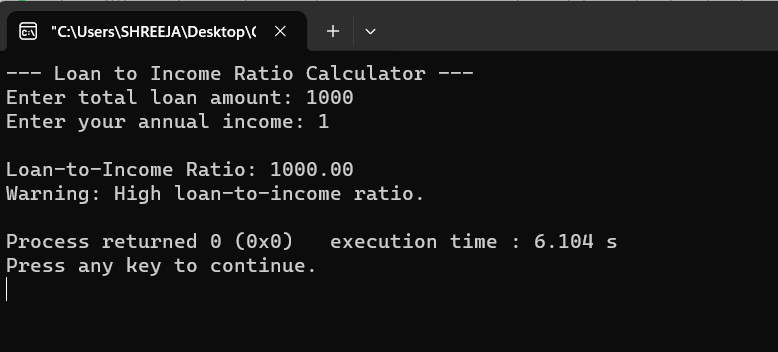 "C:\Users\SHREEJA\Desktop\C
--- Loan to Income Ratio Calculator ---
Enter total loan amount: 1000
Enter your annual income: 1
Loan-to-Income Ratio: 1000.00
Warning: High loan-to-income ratio.
Process returned 0 (0x0)   execution time : 6.104 s
Press any key to continue.